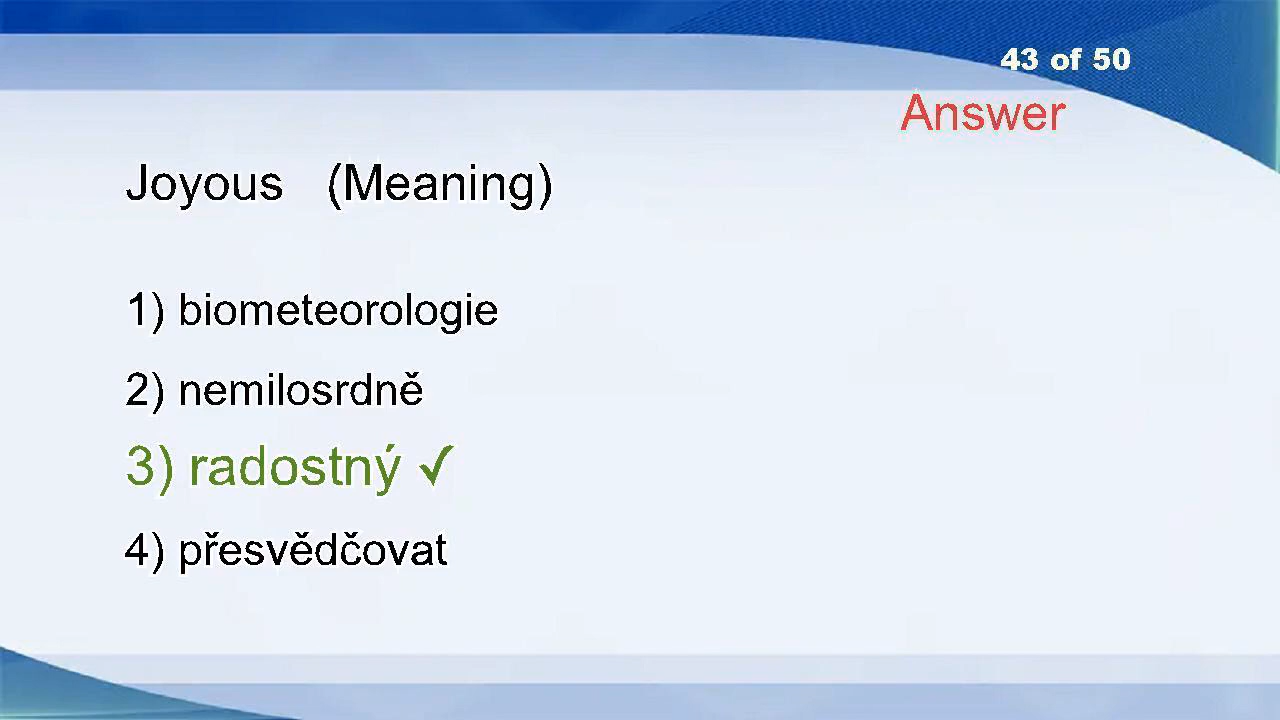 43 of 50
Answer
Joyous (Meaning)
1) biometeorologie
2) nemilosrdně
3) radostný ✓
4) přesvědčovat